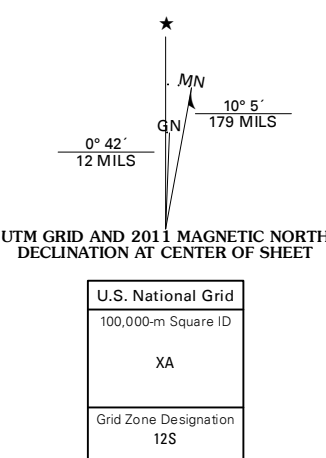 ★
MN
GN
10° 5´
179 MILS
0° 42´
12 MILS
UTM GRID AND 2011 MAGNETIC NORTH
DECLINATION AT CENTER OF SHEET
U.S. National Grid
100,000-m Square ID
XA
Grid Zone Designation
12S